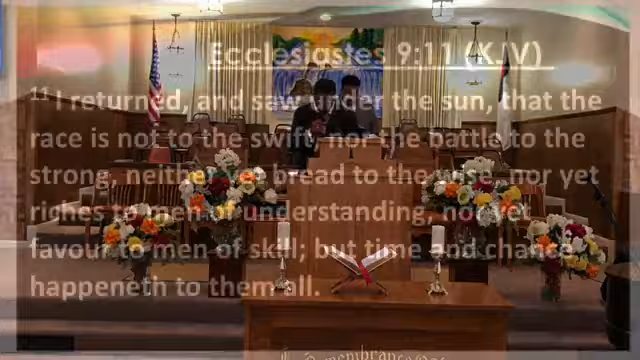 Ecclesiastes 9:11 (KJV)
11 I returned, and saw under the sun, that the
race is not to the swift, nor the battle to the
strong, neither bread to the wise, nor yet
riches to men of understanding, nor yet
favour to men of skill; but time and chance
happeneth to them all.
membrance